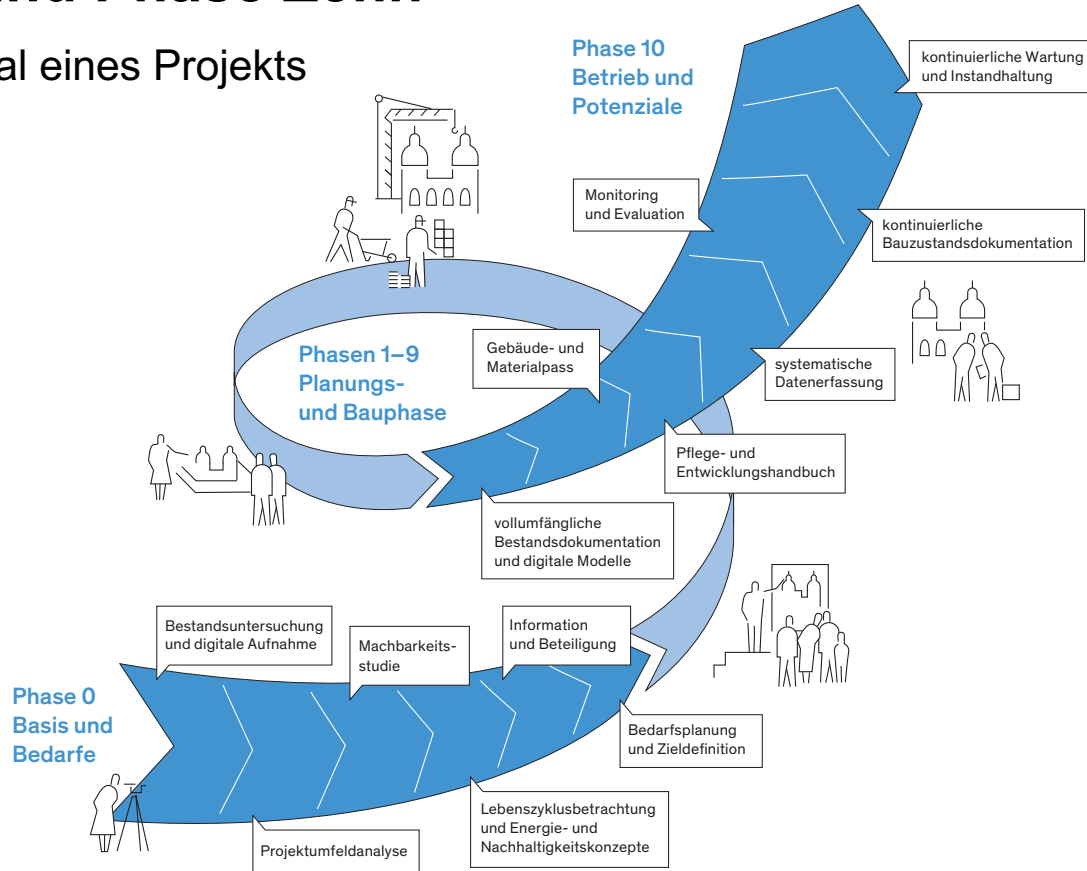 Phase Zehn
al eines Projekts
Phase 10
Betrieb und
Potenziale
kontinuierliche Wartung
und Instandhaltung
Monitoring
und Evaluation
kontinuierliche
Bauzustandsdokumentation
Phasen 1–9
Planungs-
und Bauphase
Gebäude- und
Materialpass
systematische
Datenerfassung
Pflege- und
Entwicklungshandbuch
vollumfängliche
Bestandsdokumentation
und digitale Modelle
Bestandsuntersuchung
und digitale Aufnahme
Machbarkeits-
studie
Information
und Beteiligung
Phase 0
Basis und
Bedarfe
Bedarfsplanung
und Zieldefinition
Lebenszyklusbetrachtung
und Energie- und
Nachhaltigkeitskonzepte
Projektumfeldanalyse